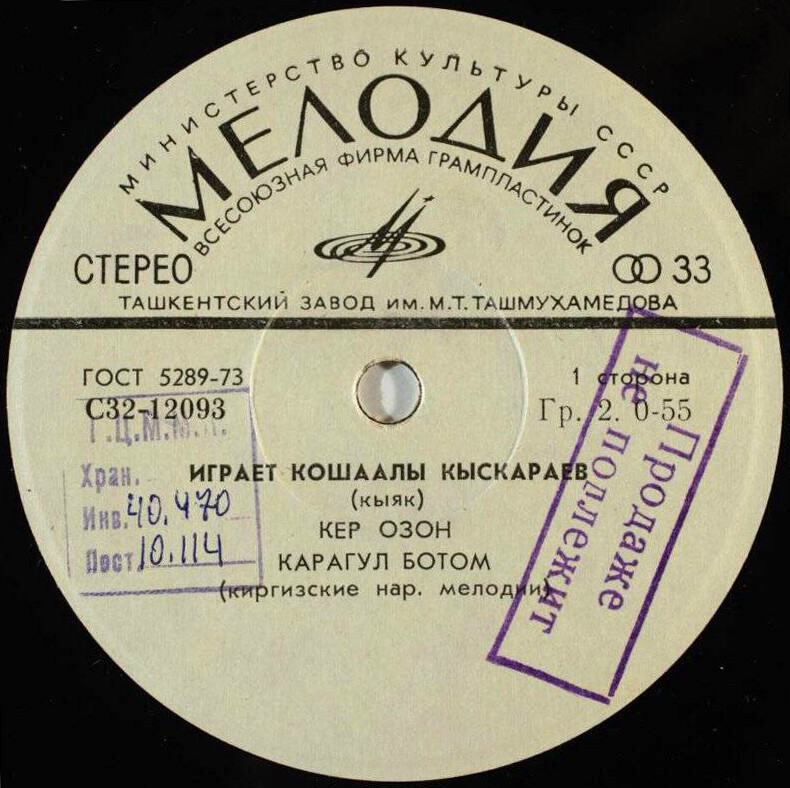 МИНИСТЕРСТВО КУЛЬТУРЫ СССР
МЕЛОДИЯ
ВСЕСОЮЗНАЯ ФИРМА ГРАМПЛАСТИНОК
СТЕРЕО 33
ТАШКЕНТСКИЙ ЗАВОД ИМ. М.Т. ТАШМУХАМЕДОВА
ГОСТ 5289-73 1 сторона
С32-12093 Гр. 2. 0-55
Хран.
Инв. 40.470
Пост 10.114
ИГРАЕТ КОШААЛЫ КЫСКАРАЕВ
(кыяк)
КЕР ОЗОН
КАРАГУЛ БОТОМ
(киргизские нар. мелодии)
Продаже
не подлежит